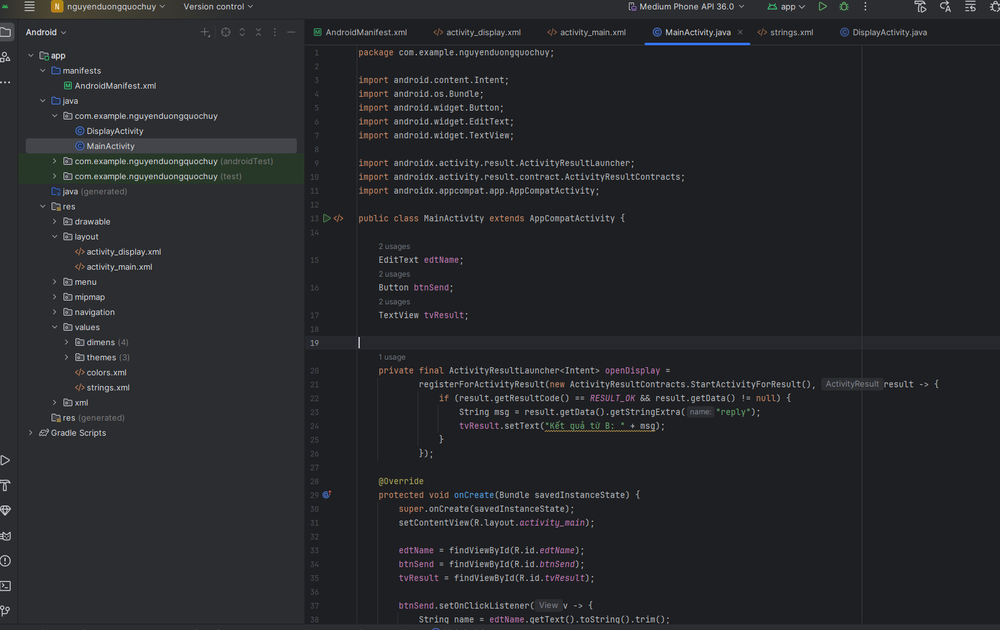 N nguyenduongquochuy Version control Medium Phone API 36.0 app
Android
AndroidManifest.xml activity_display.xml activity_main.xml MainActivity.java strings.xml DisplayActivity.java
app
manifests
AndroidManifest.xml
java
com.example.nguyenduongquochuy
DisplayActivity
MainActivity
com.example.nguyenduongquochuy (androidTest)
com.example.nguyenduongquochuy (test)
java (generated)
res
drawable
layout
activity_display.xml
activity_main.xml
menu
mipmap
navigation
values
dimens (4)
themes (3)
colors.xml
strings.xml
xml
res (generated)
Gradle Scripts
1 package com.example.nguyenduongquochuy;
2
3 import android.content.Intent;
4 import android.os.Bundle;
5 import android.widget.Button;
6 import android.widget.EditText;
7 import android.widget.TextView;
8
9 import androidx.activity.result.ActivityResultLauncher;
10 import androidx.activity.result.contract.ActivityResultContracts;
11 import androidx.appcompat.app.AppCompatActivity;
12
13 public class MainActivity extends AppCompatActivity {
14
2 usages
15 EditText edtName;
2 usages
16 Button btnSend;
2 usages
17 TextView tvResult;
18
19
1 usage
20 private final ActivityResultLauncher<Intent> openDisplay =
21 registerForActivityResult(new ActivityResultContracts.StartActivityForResult(), ActivityResult result -> {
22 if (result.getResultCode() == RESULT_OK && result.getData() != null) {
23 String msg = result.getData().getStringExtra( name: "reply");
24 tvResult.setText("Kết quả từ B: " + msg);
25 }
26 });
27
28 @Override
29 protected void onCreate(Bundle savedInstanceState) {
30 super.onCreate(savedInstanceState);
31 setContentView(R.layout.activity_main);
32
33 edtName = findViewById(R.id.edtName);
34 btnSend = findViewById(R.id.btnSend);
35 tvResult = findViewById(R.id.tvResult);
36
37 btnSend.setOnClickListener( View v -> {
38 String name = edtName.getText().toString().trim();